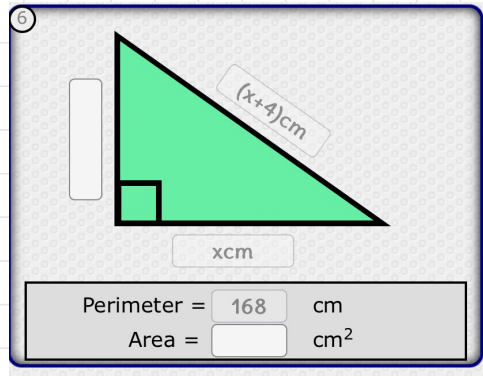 6
(x+4)cm
xcm
Perimeter = 168 cm
Area = cm²